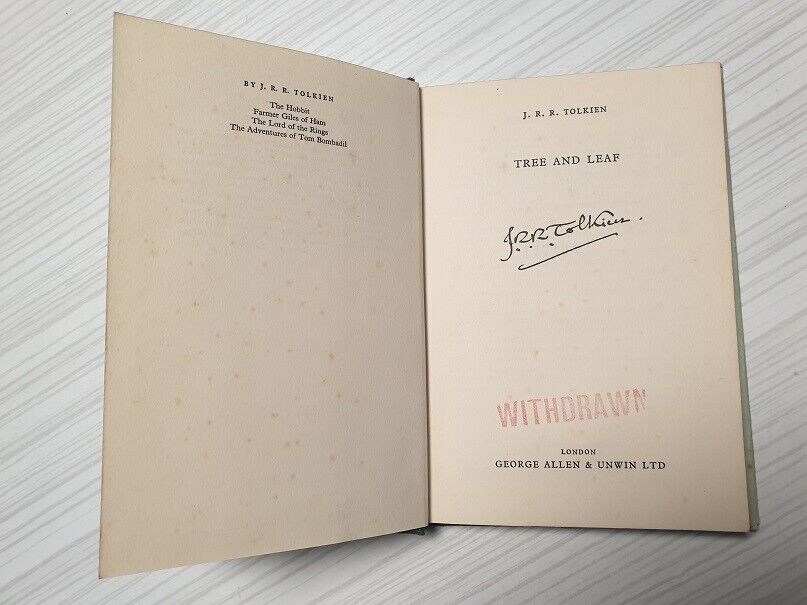 BY J. R. R. TOLKIEN
The Hobbit
Farmer Giles of Ham
The Lord of the Rings
The Adventures of Tom Bombadil
J. R. R. TOLKIEN
TREE AND LEAF
J.R.R. Tolkien.
WITHDRAWN
LONDON
GEORGE ALLEN & UNWIN LTD